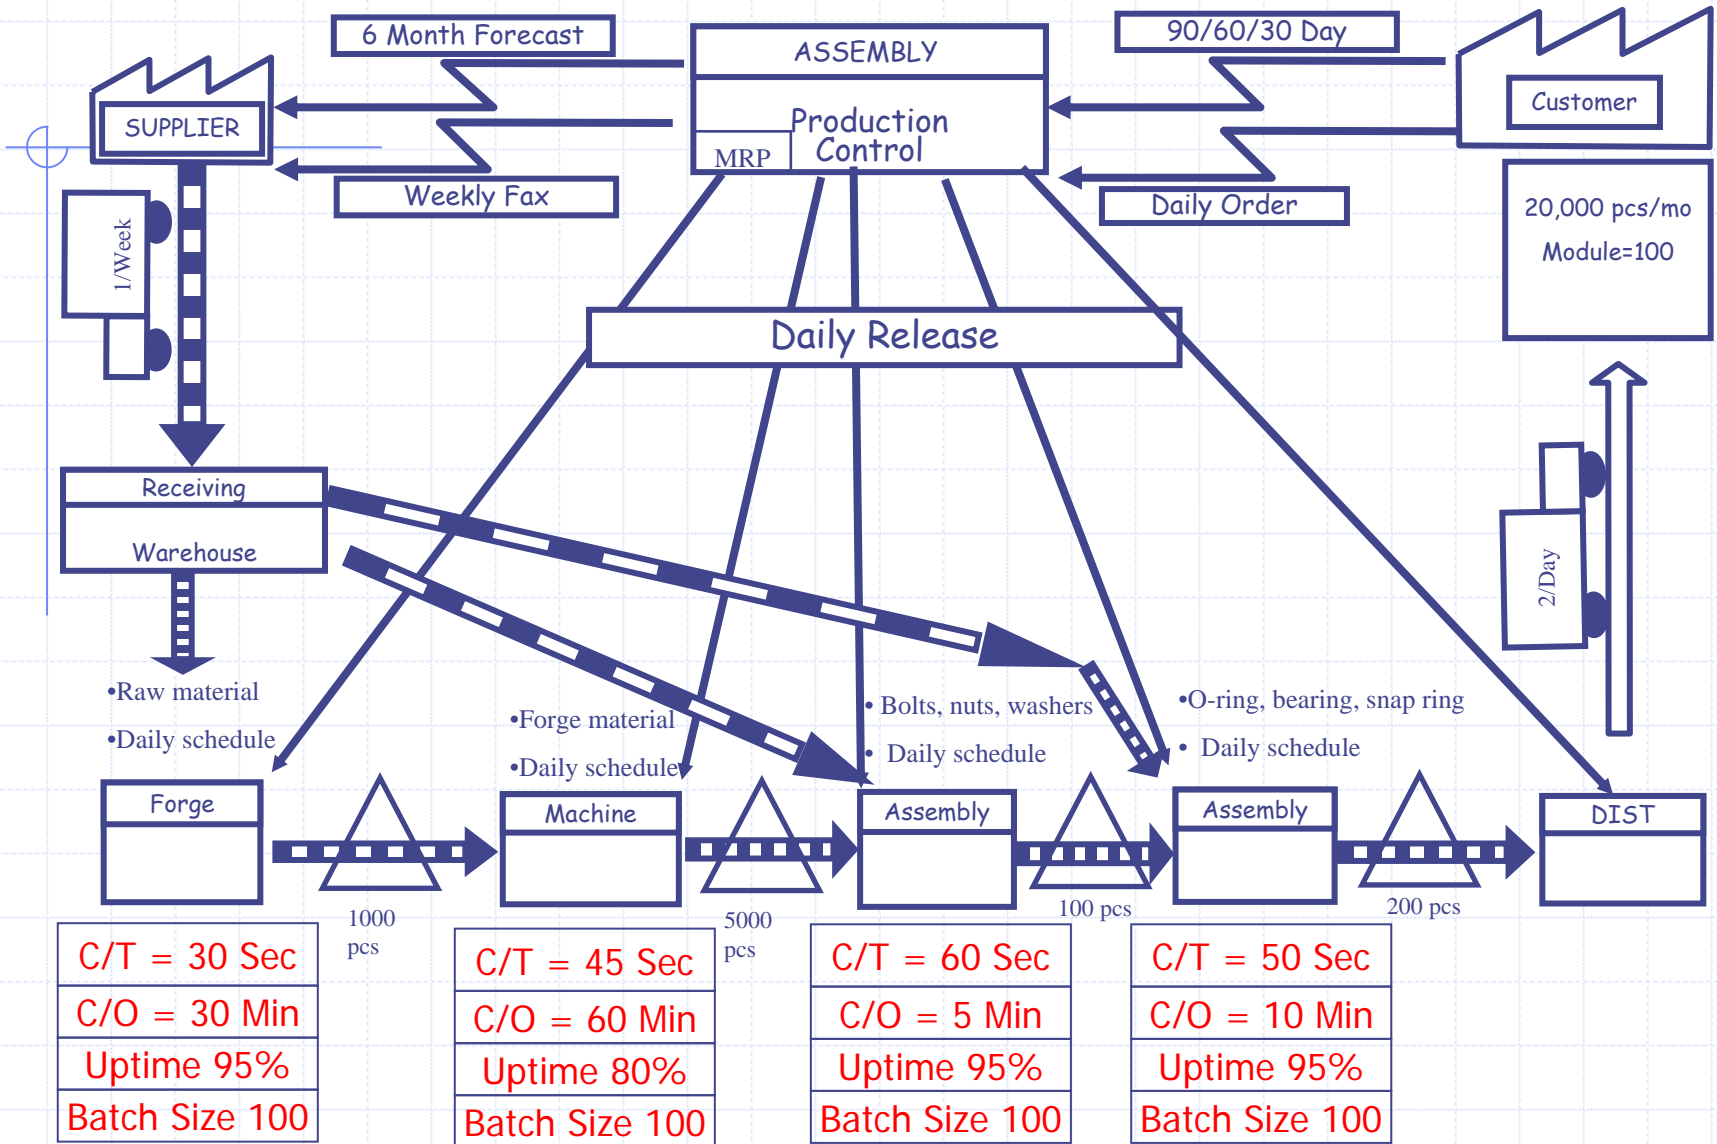 6 Month Forecast
ASSEMBLY
90/60/30 Day
SUPPLIER
Production
Control
MRP
Customer
Weekly Fax
Daily Order
20,000 pcs/mo
Module=100
1/Week
Daily Release
Receiving
Warehouse
2/Day
•Raw material
•Daily schedule
•Forge material
•Daily schedule
• Bolts, nuts, washers
• Daily schedule
•O-ring, bearing, snap ring
• Daily schedule
Forge
Machine
Assembly
Assembly
DIST
1000
pcs
5000
pcs
100 pcs
200 pcs
C/T = 30 Sec
C/O = 30 Min
Uptime 95%
Batch Size 100
C/T = 45 Sec
C/O = 60 Min
Uptime 80%
Batch Size 100
C/T = 60 Sec
C/O = 5 Min
Uptime 95%
Batch Size 100
C/T = 50 Sec
C/O = 10 Min
Uptime 95%
Batch Size 100